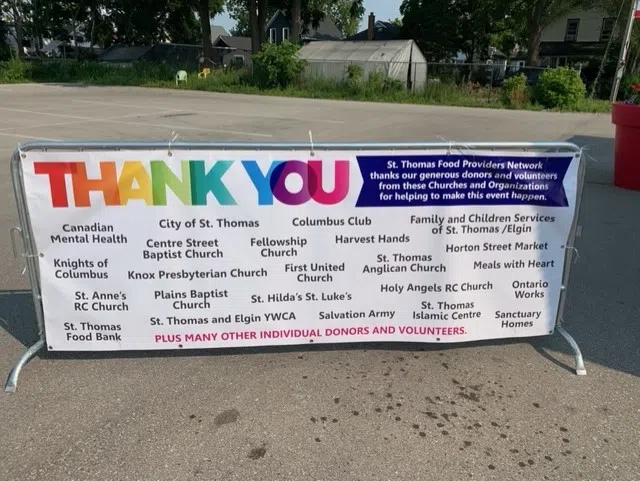 THANK YOU
St. Thomas Food Providers Network
thanks our generous donors and volunteers
from these Churches and Organizations
for helping to make this event happen.
Canadian
Mental Health
City of St. Thomas
Columbus Club
Family and Children Services
of St. Thomas /Elgin
Centre Street
Baptist Church
Fellowship
Church
Harvest Hands
Horton Street Market
Knights of
Columbus
Knox Presbyterian Church
First United
Church
St. Thomas
Anglican Church
Meals with Heart
St. Anne's
RC Church
Plains Baptist
Church
St. Hilda's St. Luke's
Holy Angels RC Church
Ontario
Works
St. Thomas
Food Bank
St. Thomas and Elgin YWCA
Salvation Army
St. Thomas
Islamic Centre
Sanctuary
Homes
PLUS MANY OTHER INDIVIDUAL DONORS AND VOLUNTEERS.